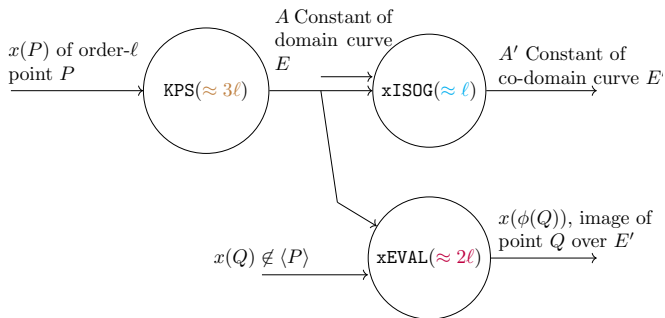 x(P) of order-ℓ
point P
KPS(≈ 3ℓ)
A Constant of
domain curve
E
xISOG(≈ ℓ)
A′ Constant of
co-domain curve E′
x(Q) ∉ ⟨P⟩
xEVAL(≈ 2ℓ)
x(ϕ(Q)), image of
point Q over E′